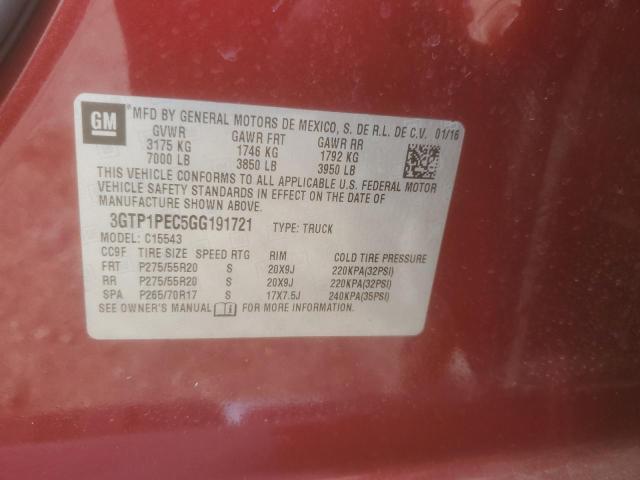 GM ® MFD BY GENERAL MOTORS DE MEXICO, S. DE R.L. DE C.V. 01/16
GVWR GAWR FRT GAWR RR
3175 KG 1746 KG 1792 KG
7000 LB 3850 LB 3950 LB
THIS VEHICLE CONFORMS TO ALL APPLICABLE U.S. FEDERAL MOTOR
VEHICLE SAFETY STANDARDS IN EFFECT ON THE DATE OF
MANUFACTURE SHOWN ABOVE.
3GTP1PEC5GG191721 TYPE: TRUCK
MODEL: C15543
CC9F TIRE SIZE SPEED RTG RIM COLD TIRE PRESSURE
FRT P275/55R20 S 20X9J 220KPA(32PSI)
RR P275/55R20 S 20X9J 220KPA(32PSI)
SPA P265/70R17 S 17X7.5J 240KPA(35PSI)
SEE OWNER'S MANUAL FOR MORE INFORMATION.